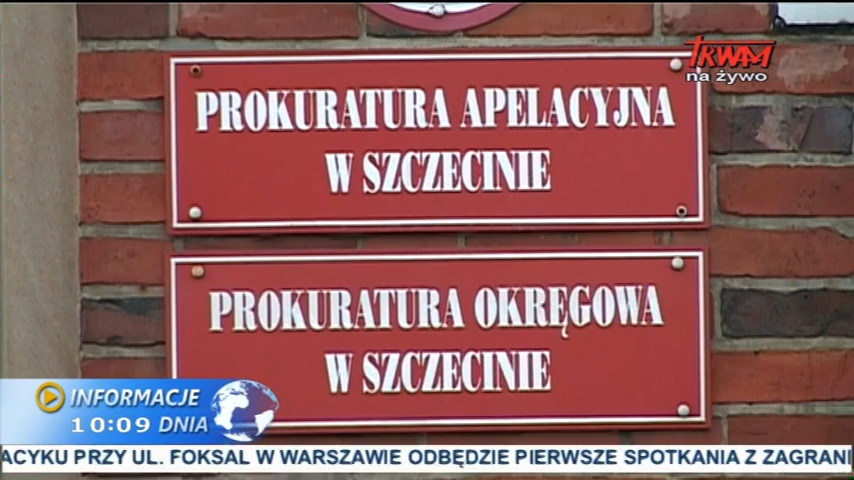 TRWAM
na żywo
PROKURATURA APELACYJNA
W SZCZECINIE
PROKURATURA OKRĘGOWA
W SZCZECINIE
INFORMACJE
10:09 DNIA
ACYKU PRZY UL. FOKSAL W WARSZAWIE ODBĘDZIE PIERWSZE SPOTKANIA Z ZAGRANI